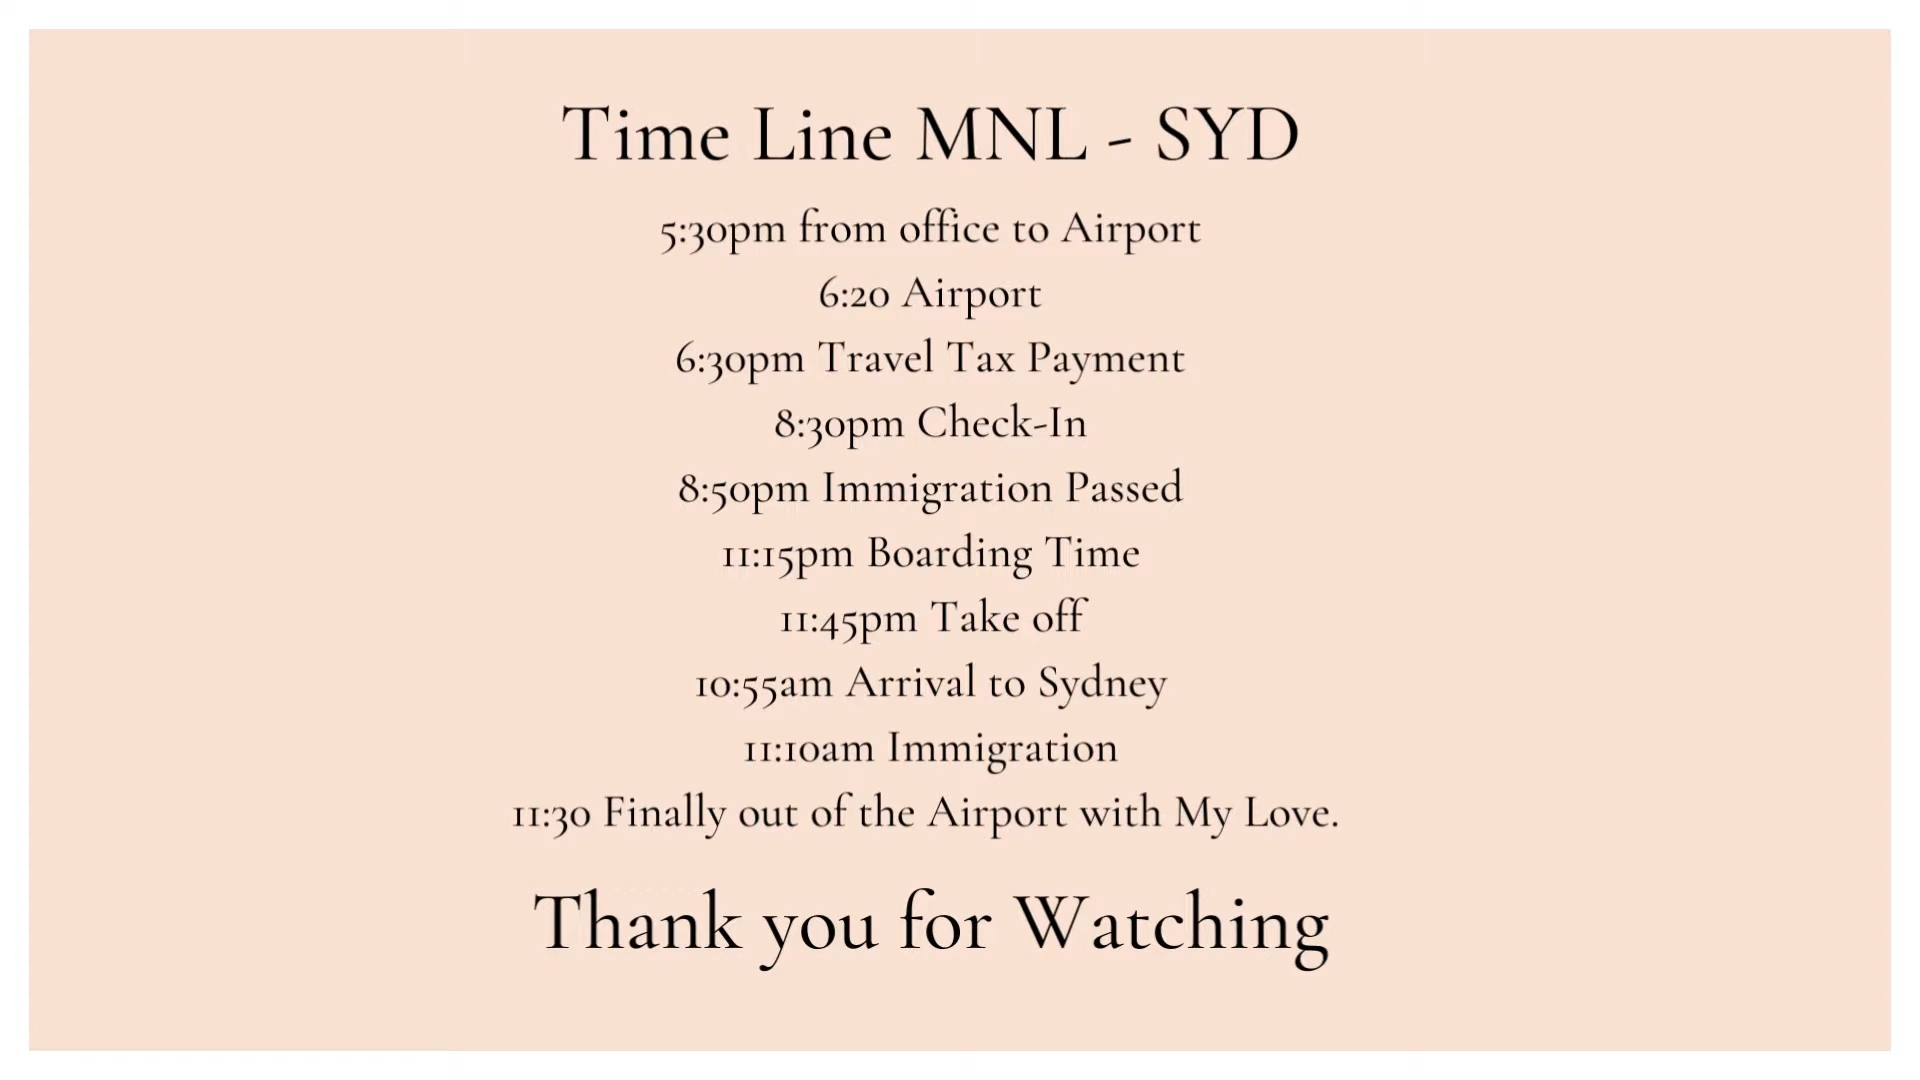 Time Line MNL - SYD
5:30pm from office to Airport
6:20 Airport
6:30pm Travel Tax Payment
8:30pm Check-In
8:50pm Immigration Passed
11:15pm Boarding Time
11:45pm Take off
10:55am Arrival to Sydney
11:10am Immigration
11:30 Finally out of the Airport with My Love.
Thank you for Watching